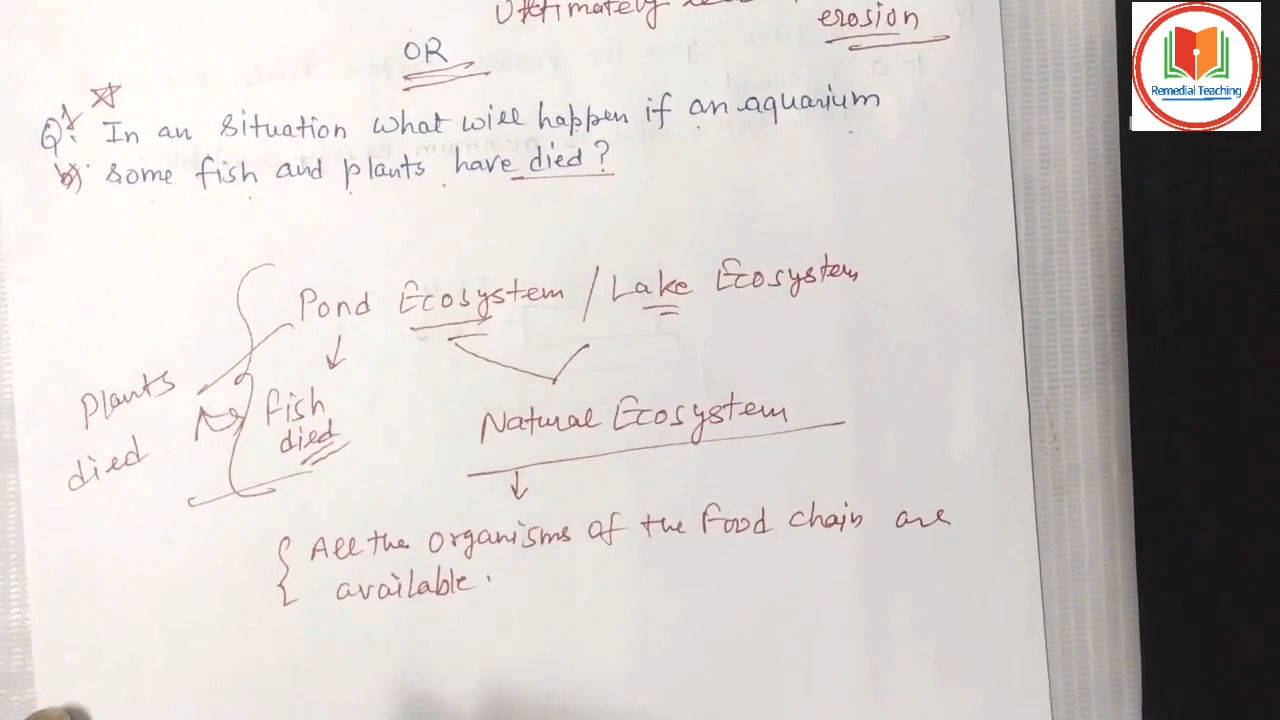 Ultimately
erosion
OR
Q1. In an situation what will happen if an aquarium
b) some fish and plants have died?
Pond Ecosystem / Lake Ecosystem
Plants died
fish died
Natural Ecosystem
All the organisms of the food chain are
available.
Remedial Teaching